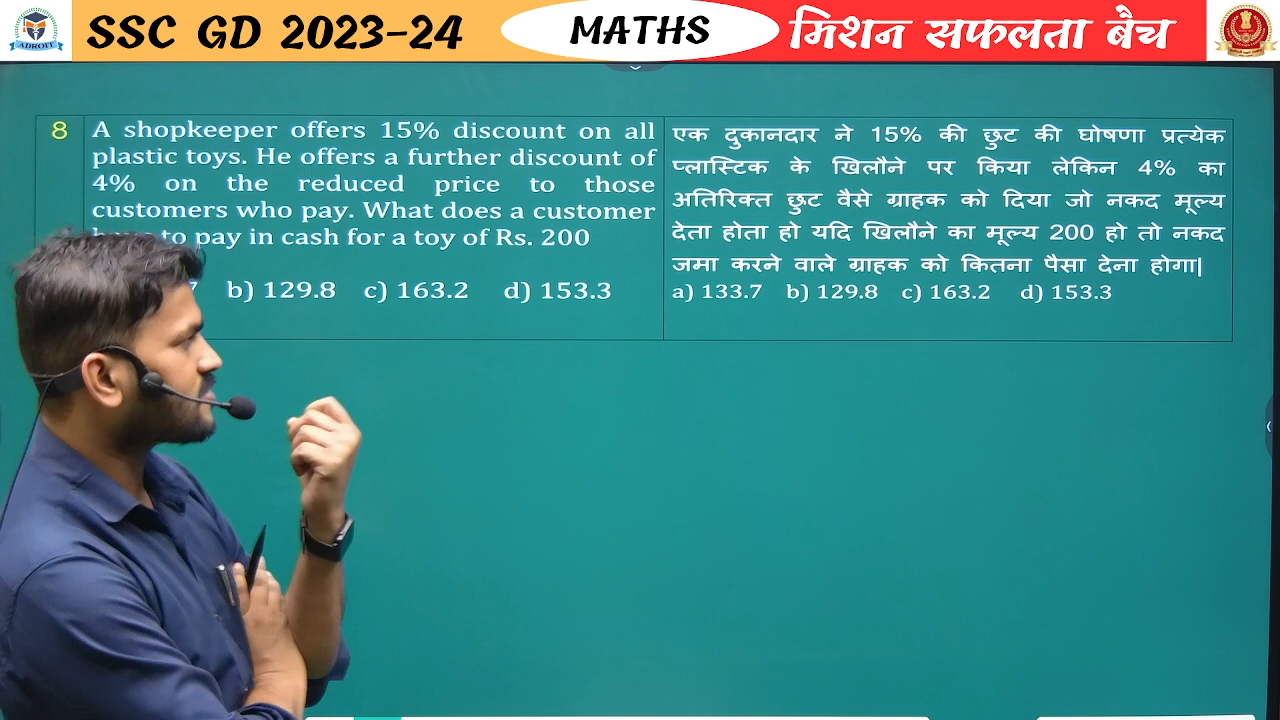 SSC GD 2023-24
MATHS
मिशन सफलता बैच
ADROIT
8
A shopkeeper offers 15% discount on all
plastic toys. He offers a further discount of
4% on the reduced price to those
customers who pay. What does a customer
to pay in cash for a toy of Rs. 200
b) 129.8 c) 163.2 d) 153.3
एक दुकानदार ने 15% की छुट की घोषणा प्रत्येक
प्लास्टिक के खिलौने पर किया लेकिन 4% का
अतिरिक्त छुट वैसे ग्राहक को दिया जो नकद मूल्य
देता होता हो यदि खिलौने का मूल्य 200 हो तो नकद
जमा करने वाले ग्राहक को कितना पैसा देना होगा|
a) 133.7 b) 129.8 c) 163.2 d) 153.3